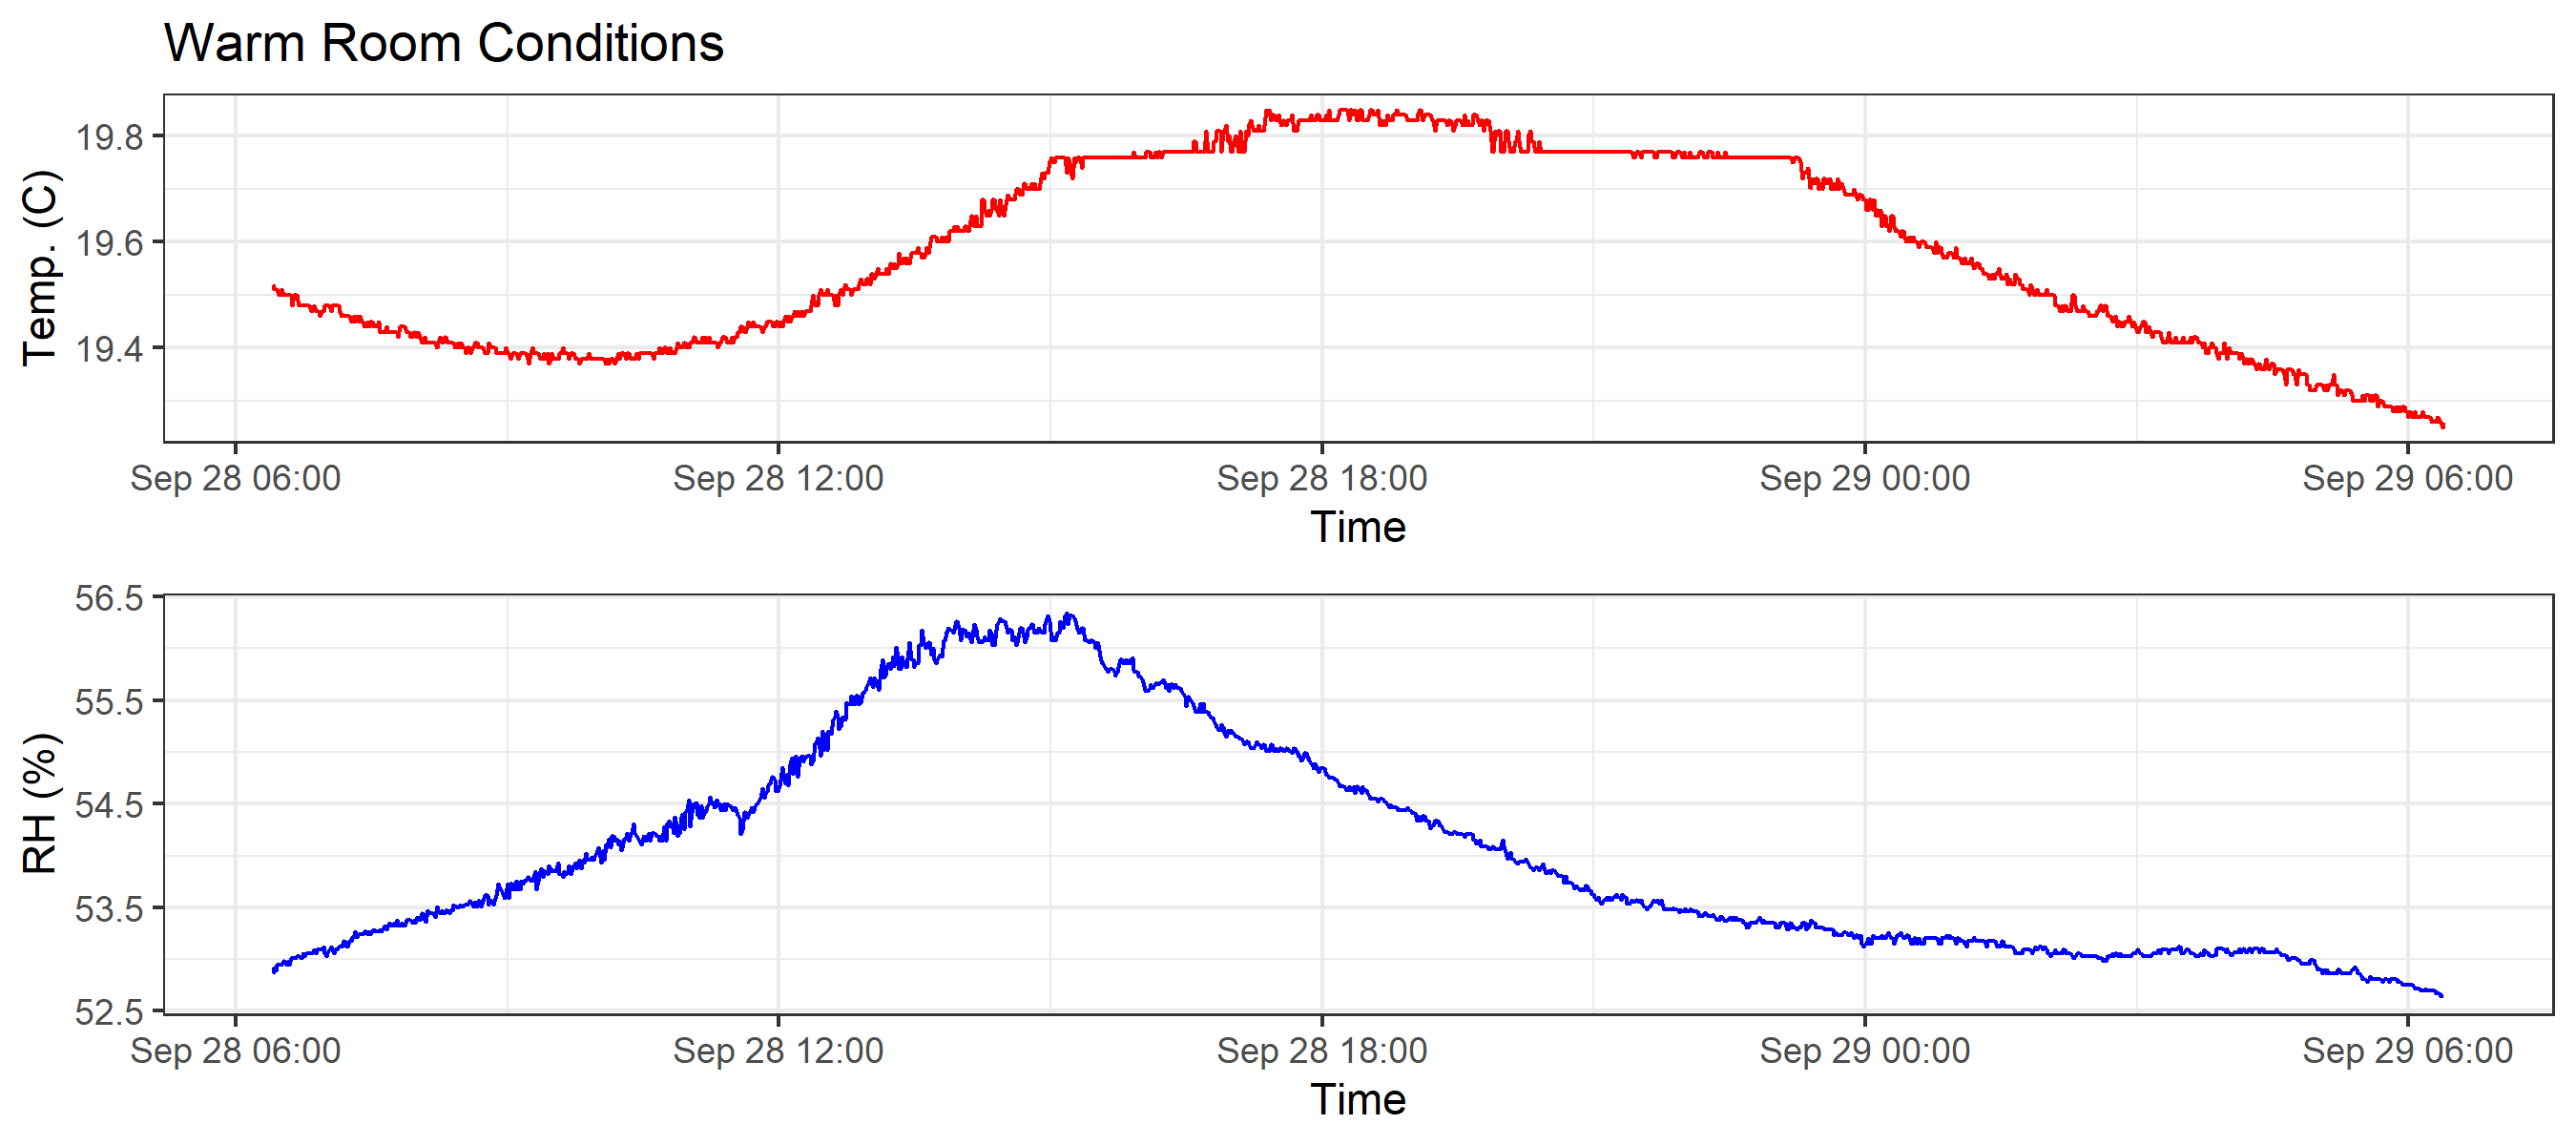 Warm Room Conditions
Temp. (C)
19.8
19.6
19.4
Sep 28 06:00 Sep 28 12:00 Sep 28 18:00 Sep 29 00:00 Sep 29 06:00
Time
RH (%)
56.5
55.5
54.5
53.5
52.5
Sep 28 06:00 Sep 28 12:00 Sep 28 18:00 Sep 29 00:00 Sep 29 06:00
Time